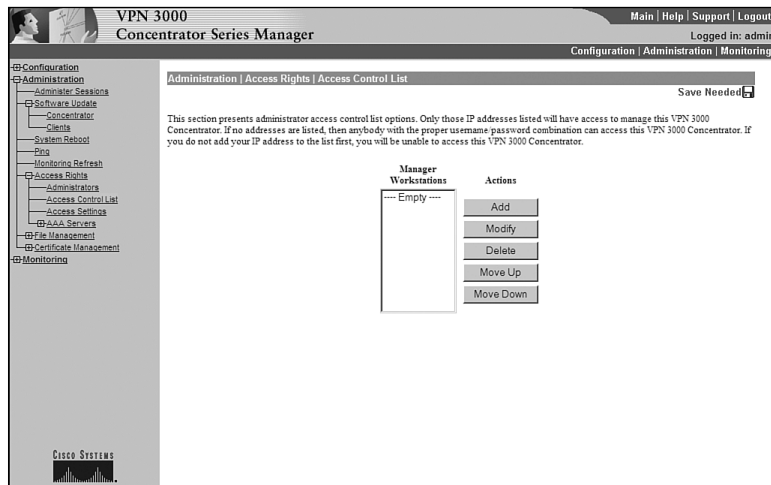 VPN 3000
Concentrator Series Manager
Main | Help | Support | Logout
Logged in: admin
Configuration | Administration | Monitoring
Configuration
Administration
Administer Sessions
Software Update
Concentrator
Clients
System Reboot
Ping
Monitoring Refresh
Access Rights
Administrators
Access Control List
Access Settings
AAA Servers
File Management
Certificate Management
Monitoring
Cisco Systems
Administration | Access Rights | Access Control List
Save Needed
This section presents administrator access control list options. Only those IP addresses listed will have access to manage this VPN 3000
Concentrator. If no addresses are listed, then anybody with the proper username/password combination can access this VPN 3000 Concentrator. If
you do not add your IP address to the list first, you will be unable to access this VPN 3000 Concentrator.
Manager
Workstations
Actions
---- Empty ----
Add
Modify
Delete
Move Up
Move Down